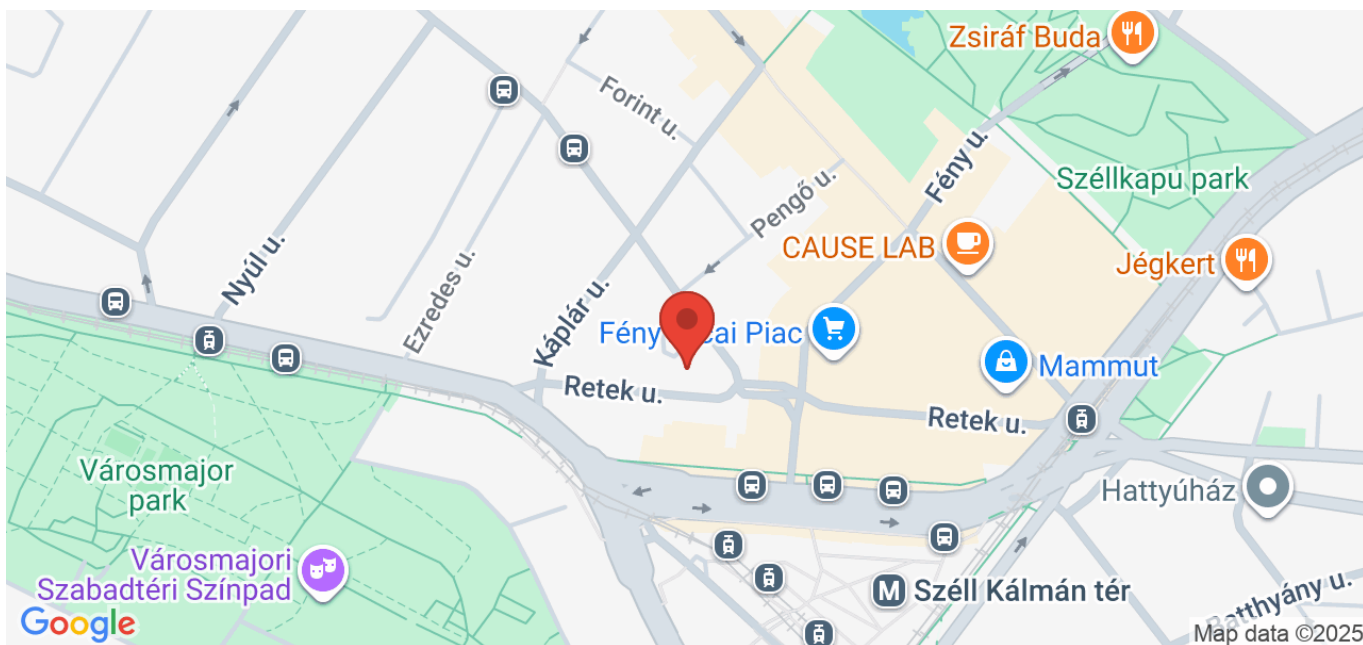 Zsiráf Buda
Forint u.
Fény u.
Széllkapu park
Pengő u.
CAUSE LAB
Jégkert
Nyúl u.
Ezredes u.
Káplár u.
Piac
Mammut
Retek u.
Retek u.
Városmajor
park
Hattyúház
Városmajori
Szabadtéri Színpad
M Széll Kálmán tér
Batthyány u.
Google
Map data ©2025